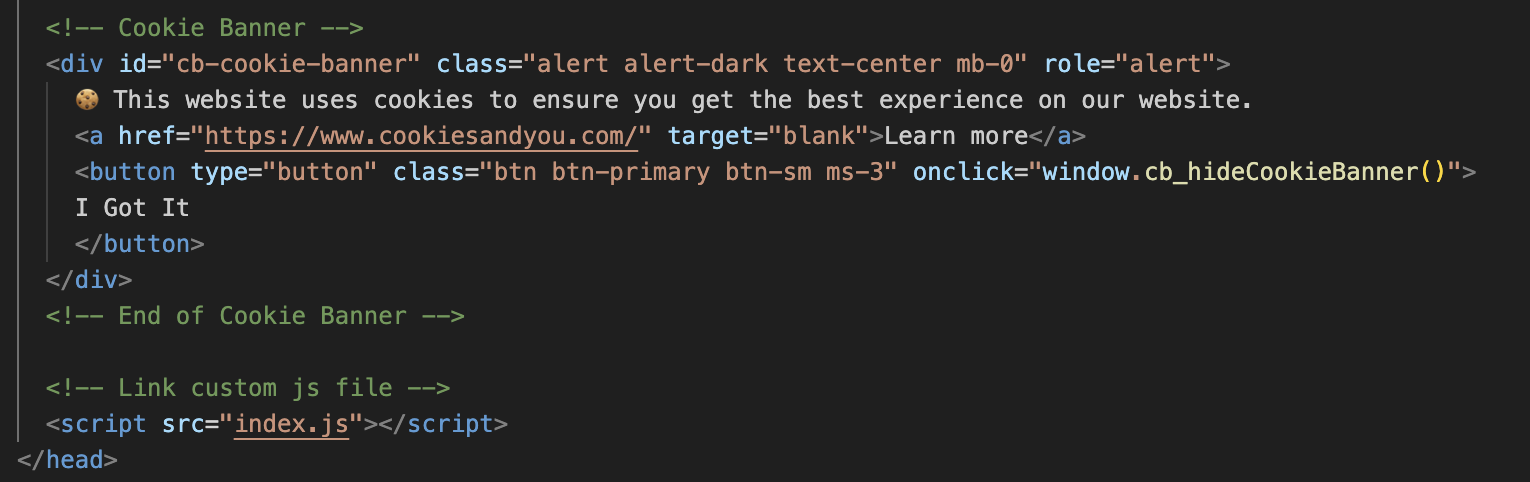 <!-- Cookie Banner -->
<div id="cb-cookie-banner" class="alert alert-dark text-center mb-0" role="alert">
🍪 This website uses cookies to ensure you get the best experience on our website.
<a href="https://www.cookiesandyou.com/" target="blank">Learn more</a>
<button type="button" class="btn btn-primary btn-sm ms-3" onclick="window.cb_hideCookieBanner()">
I Got It
</button>
</div>
<!-- End of Cookie Banner -->
<!-- Link custom js file -->
<script src="index.js"></script>
</head>